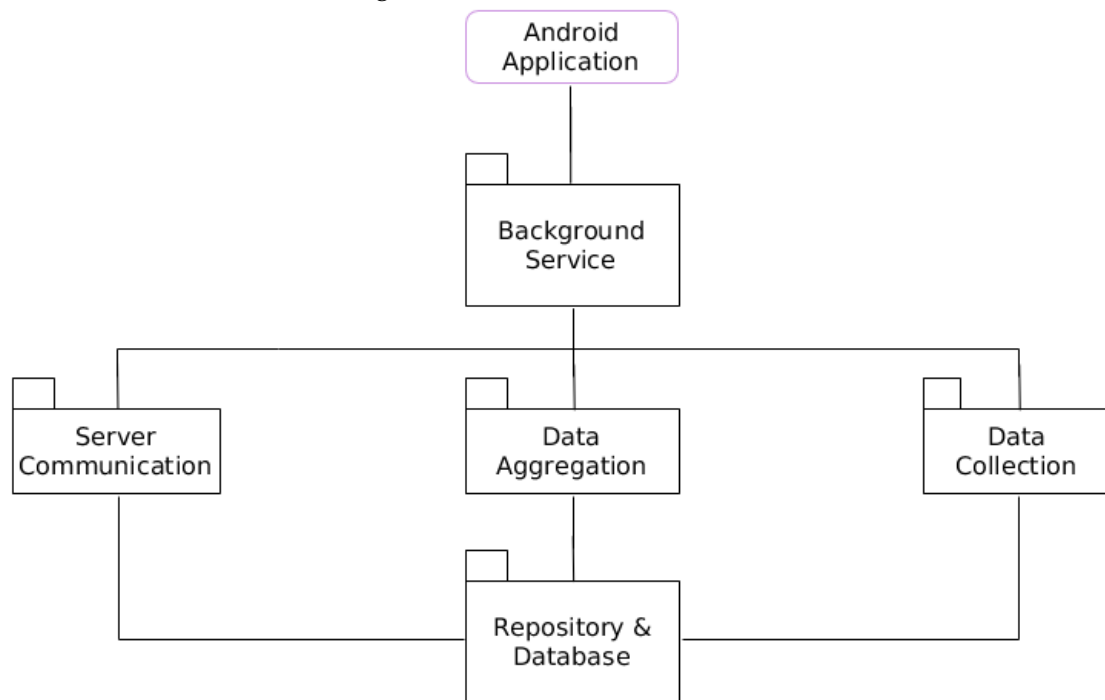 Android
Application
Background
Service
Server
Communication
Data
Aggregation
Data
Collection
Repository &
Database